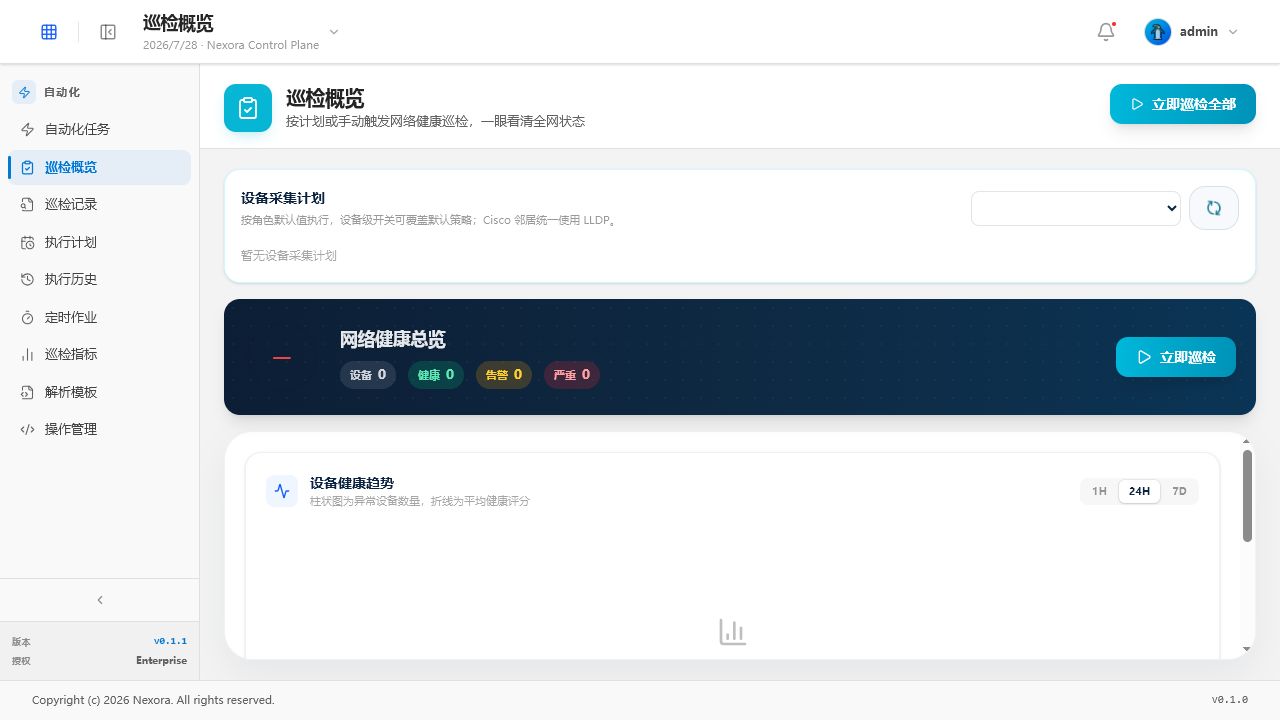 巡检概览
2026/7/28 · Nexora Control Plane
admin
自动化
自动化任务
巡检概览
巡检记录
执行计划
执行历史
定时作业
巡检指标
解析模板
操作管理
版本 v0.1.1
授权 Enterprise
巡检概览
按计划或手动触发网络健康巡检，一眼看清全网状态
立即巡检全部
设备采集计划
按角色默认值执行，设备级开关可覆盖默认策略；Cisco 邻居统一使用 LLDP。
暂无设备采集计划
—
网络健康总览
设备 0 健康 0 告警 0 严重 0
立即巡检
设备健康趋势
柱状图为异常设备数量，折线为平均健康评分
1H 24H 7D
Copyright (c) 2026 Nexora. All rights reserved.
v0.1.0